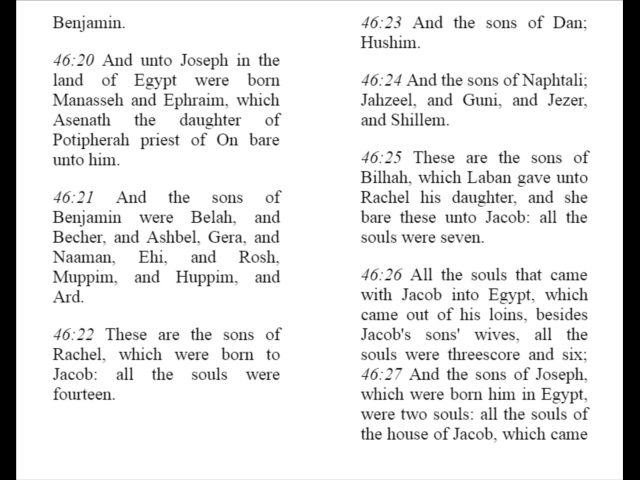 Benjamin.
46:20 And unto Joseph in the
land of Egypt were born
Manasseh and Ephraim, which
Asenath the daughter of
Potipherah priest of On bare
unto him.
46:21 And the sons of
Benjamin were Belah, and
Becher, and Ashbel, Gera, and
Naaman, Ehi, and Rosh,
Muppim, and Huppim, and
Ard.
46:22 These are the sons of
Rachel, which were born to
Jacob: all the souls were
fourteen.
46:23 And the sons of Dan;
Hushim.
46:24 And the sons of Naphtali;
Jahzeel, and Guni, and Jezer,
and Shillem.
46:25 These are the sons of
Bilhah, which Laban gave unto
Rachel his daughter, and she
bare these unto Jacob: all the
souls were seven.
46:26 All the souls that came
with Jacob into Egypt, which
came out of his loins, besides
Jacob's sons' wives, all the
souls were threescore and six;
46:27 And the sons of Joseph,
which were born him in Egypt,
were two souls: all the souls of
the house of Jacob, which came